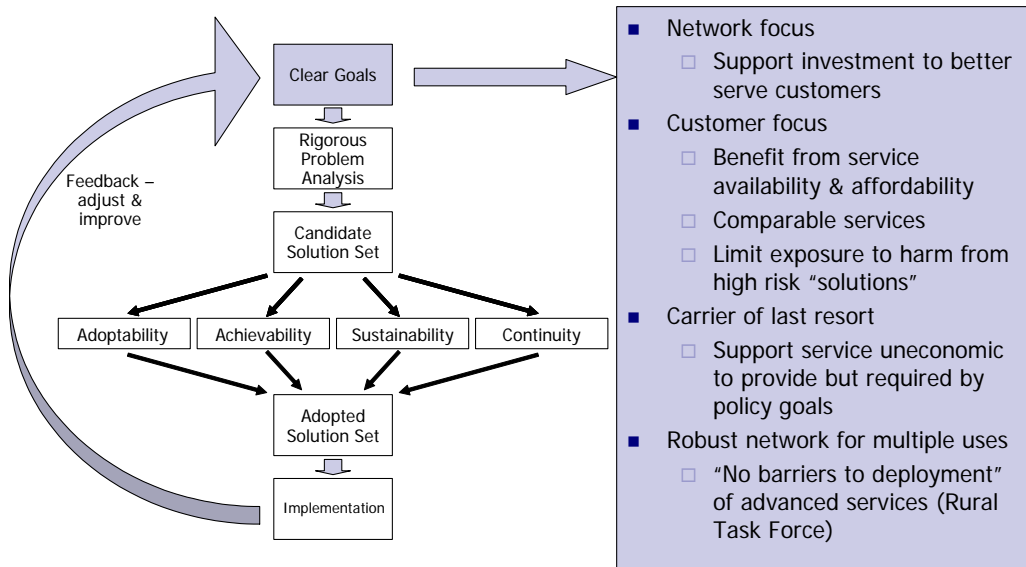 Clear Goals
Rigorous
Problem
Analysis
Feedback –
adjust &
improve
Candidate
Solution Set
Adoptability
Achievability
Sustainability
Continuity
Adopted
Solution Set
Implementation
Network focus
Support investment to better
serve customers
Customer focus
Benefit from service
availability & affordability
Comparable services
Limit exposure to harm from
high risk “solutions”
Carrier of last resort
Support service uneconomic
to provide but required by
policy goals
Robust network for multiple uses
“No barriers to deployment”
of advanced services (Rural
Task Force)